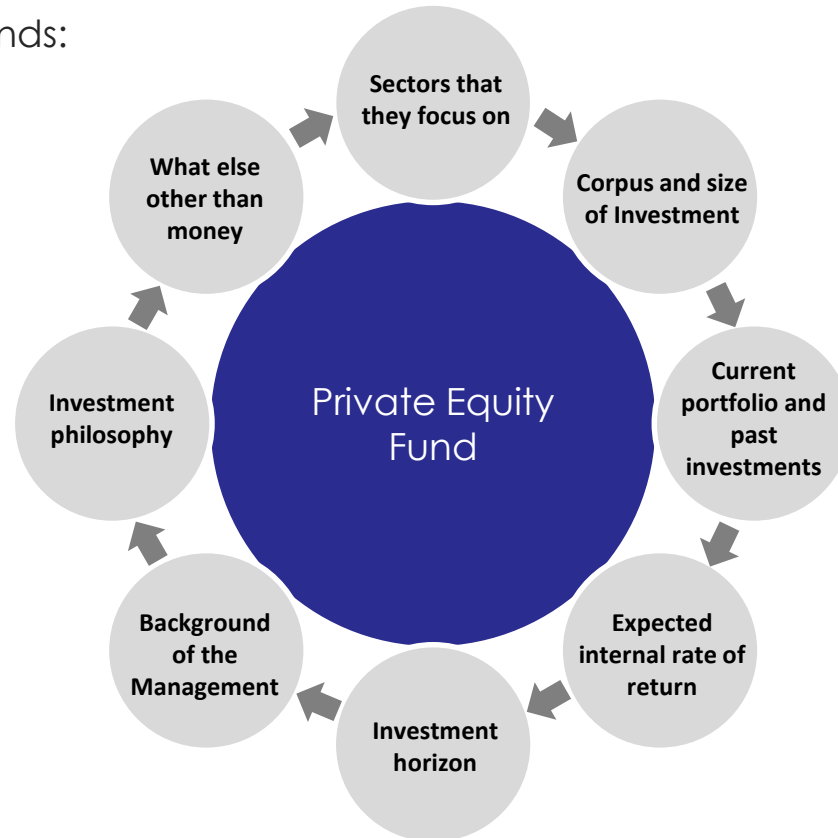 nds:
Sectors that
they focus on
Corpus and size
of Investment
Current
portfolio and
past
investments
Expected
internal rate of
return
Investment
horizon
Background
of the
Management
Investment
philosophy
What else
other than
money
Private Equity
Fund